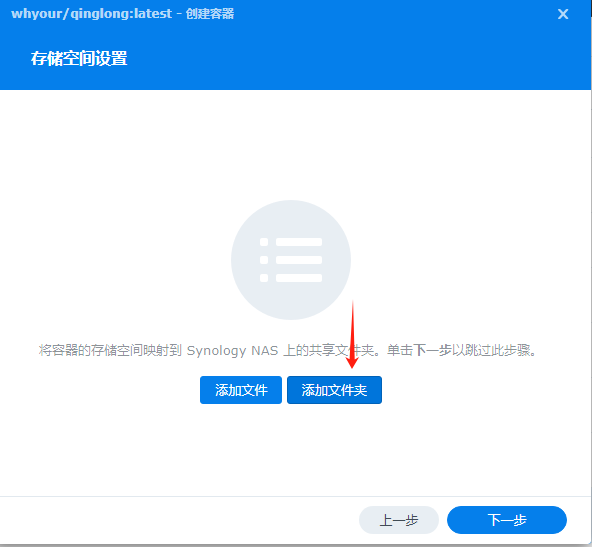 whyour/qinglong:latest - 创建容器
存储空间设置
将容器的存储空间映射到 Synology NAS 上的共享文件夹。单击下一步以跳过此步骤。
添加文件 添加文件夹
上一步 下一步